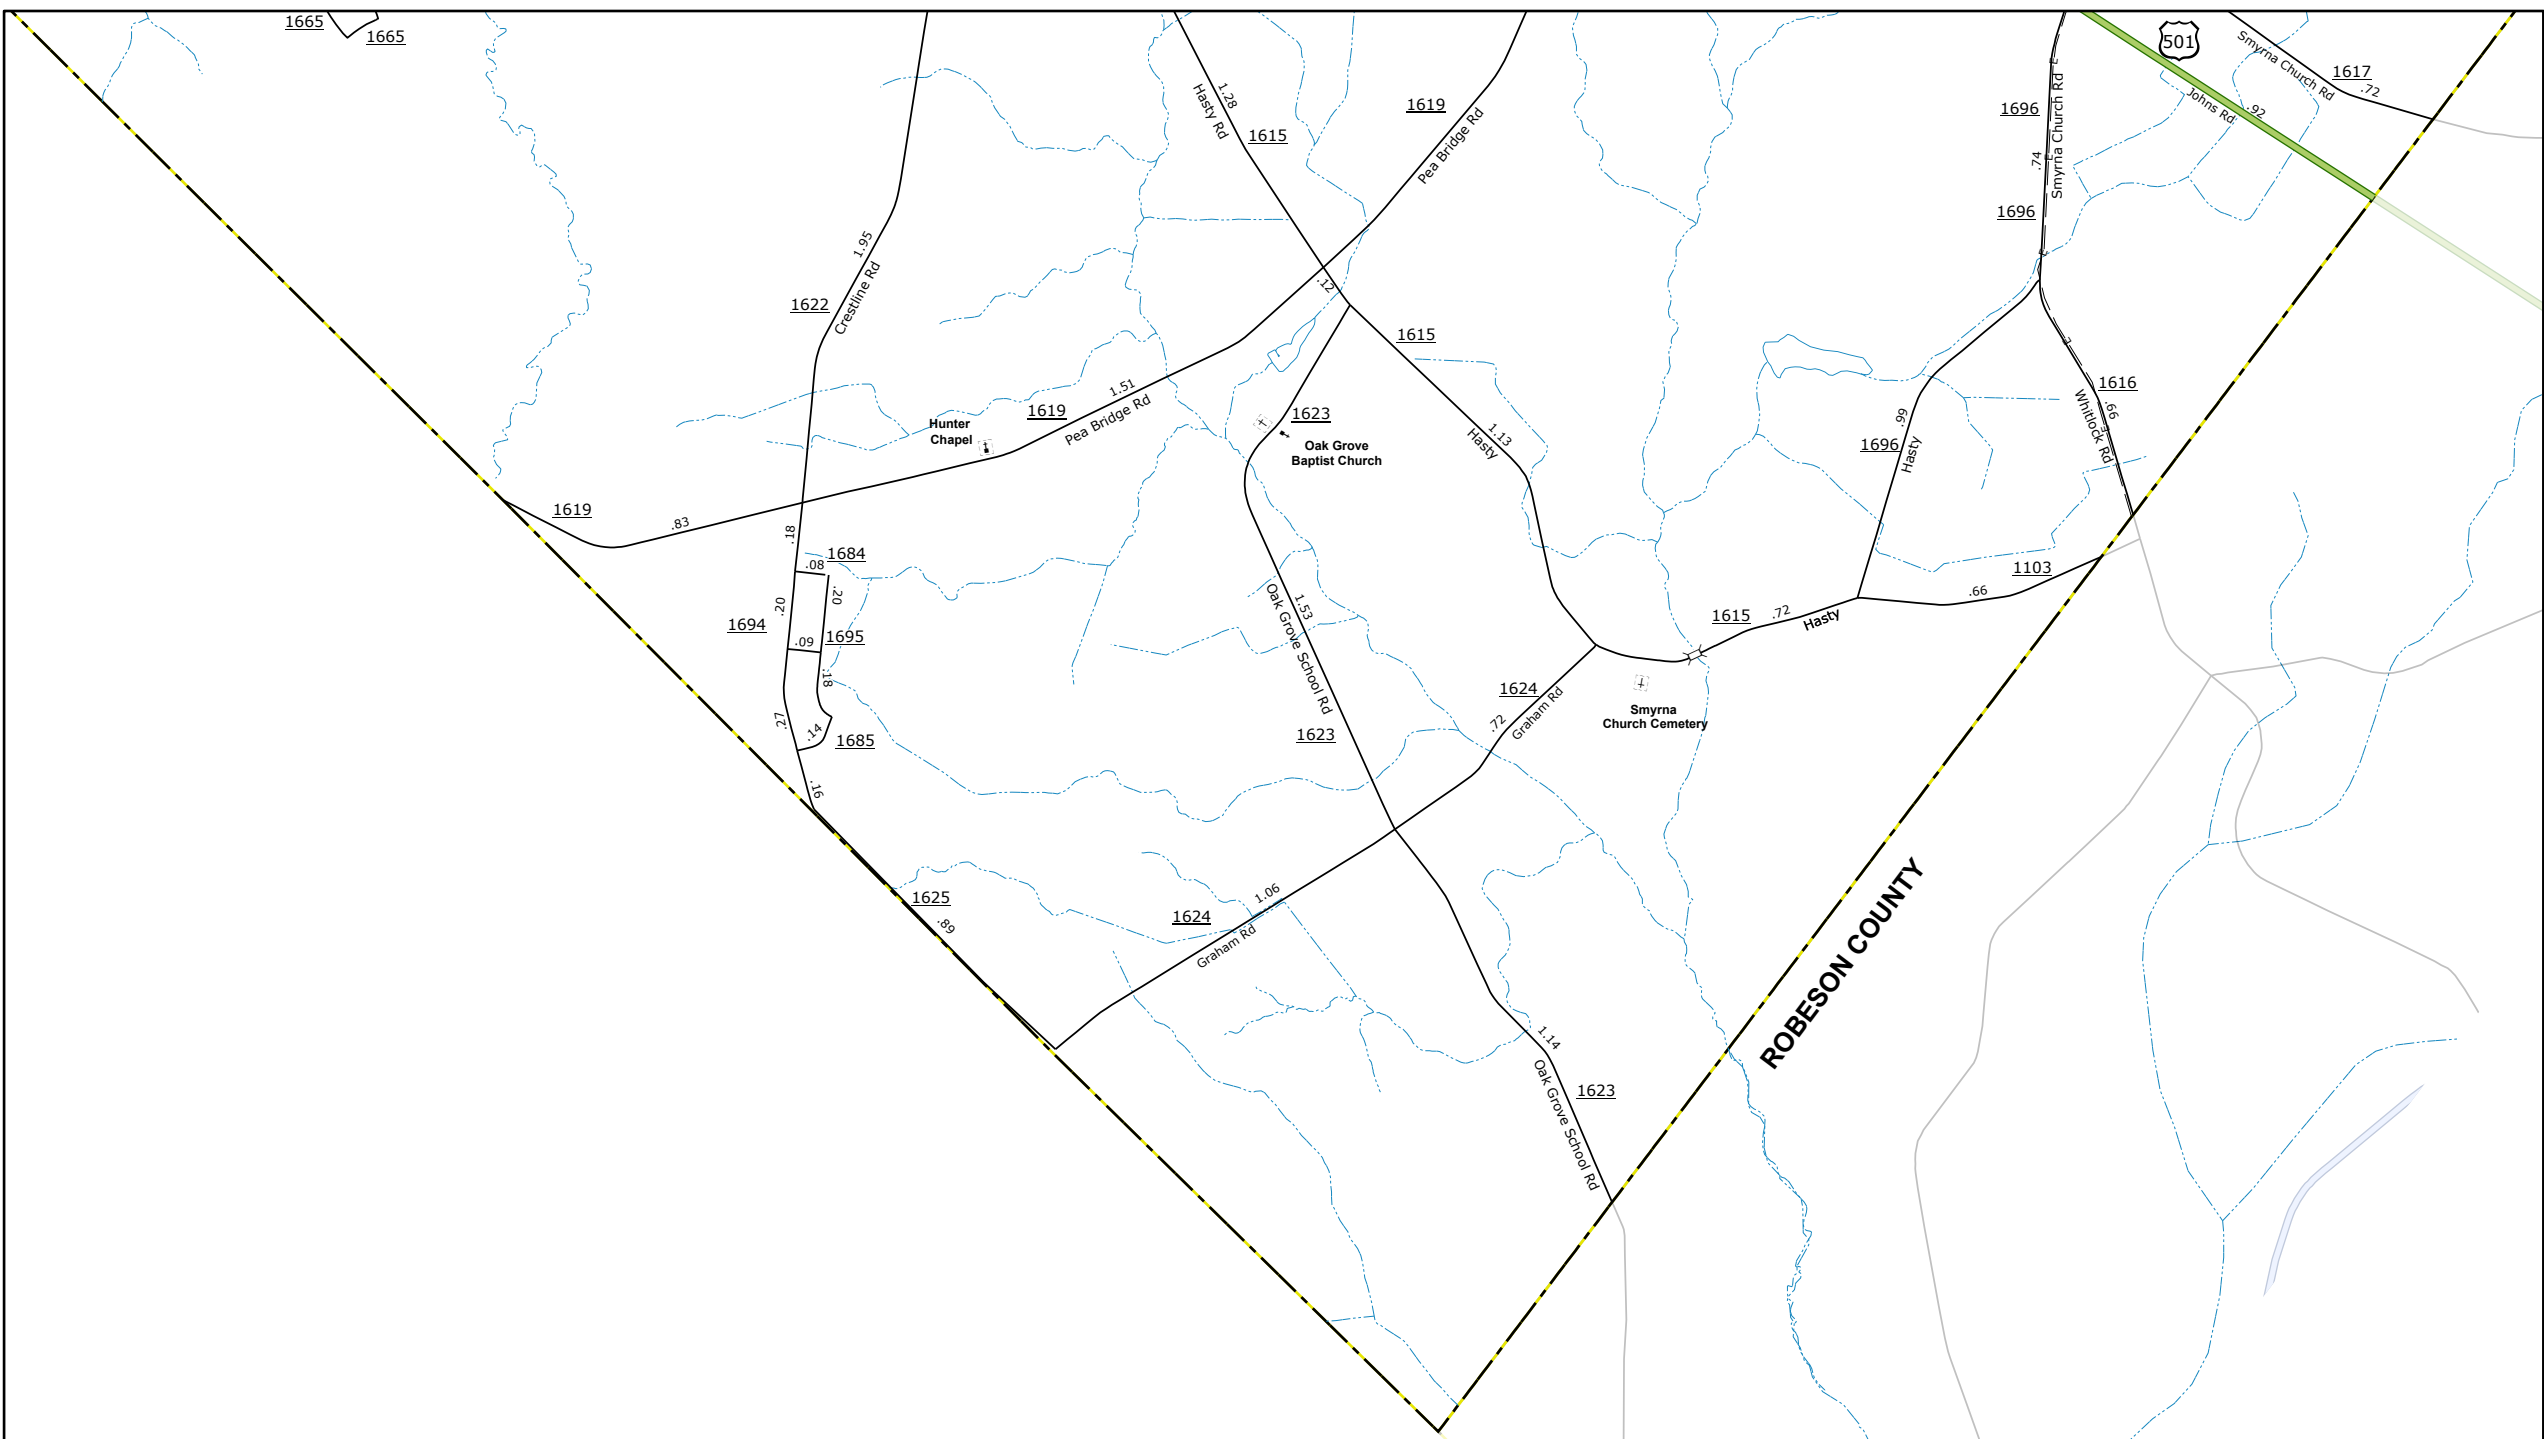 1665
1665
501
Smyrna Church Rd
1617
.72
Johns Rd
.92
1.28
Hasty Rd
1615
1619
Pea Bridge Rd
1696
E
Smyrna Church Rd
.74
E
1696
E
1.95
Crestline Rd
1622
.12
1615
1.13
Hasty
E
1616
.66
Whitlock Rd
E
.99
1696
Hasty
1.51
1619
Pea Bridge Rd
Hunter
Chapel
1623
Oak Grove
Baptist Church
1619
.83
.18
1684
.08
.20
.20
1694
.09
1695
.18
.27
.14
1685
.16
1.53
Oak Grove School Rd
1623
1103
.66
1615
.72
Hasty
1624
.72
Graham Rd
Smyrna
Church Cemetery
1625
.89
1.06
1624
Graham Rd
ROBESON COUNTY
1.14
Oak Grove School Rd
1623